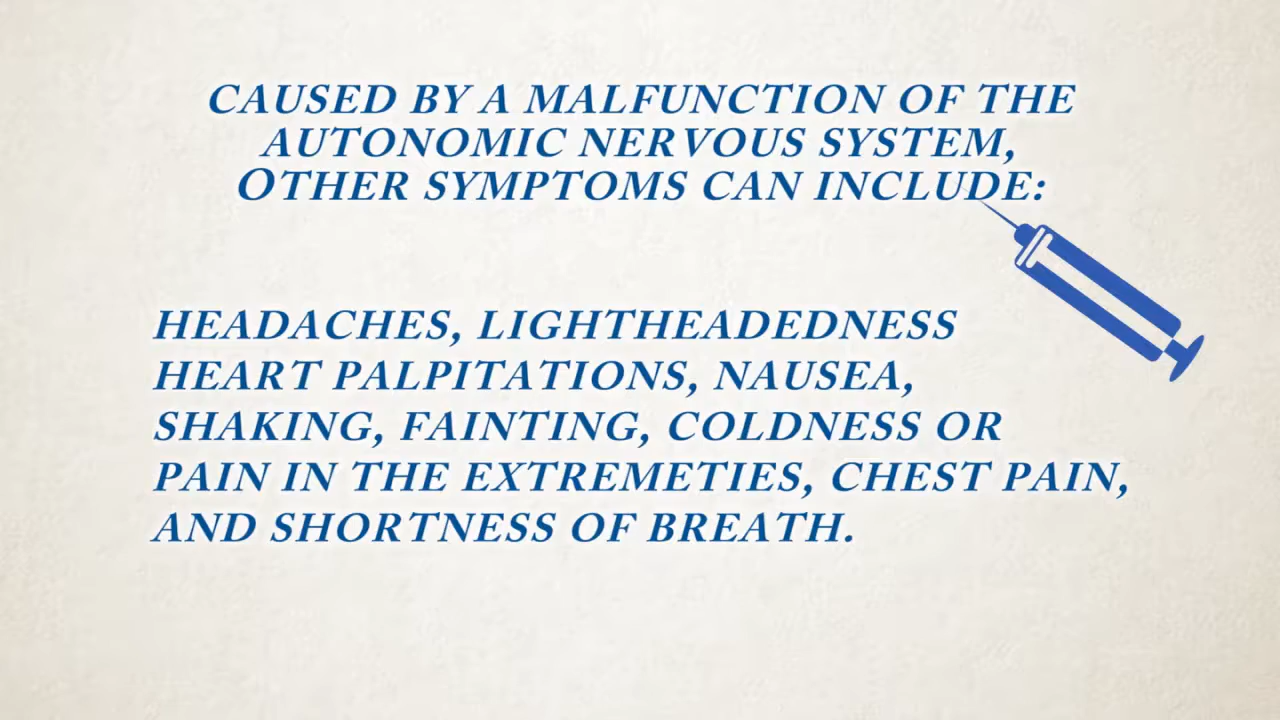 CAUSED BY A MALFUNCTION OF THE
AUTONOMIC NERVOUS SYSTEM,
OTHER SYMPTOMS CAN INCLUDE:
HEADACHES, LIGHTHEADEDNESS
HEART PALPITATIONS, NAUSEA,
SHAKING, FAINTING, COLDNESS OR
PAIN IN THE EXTREMETIES, CHEST PAIN,
AND SHORTNESS OF BREATH.